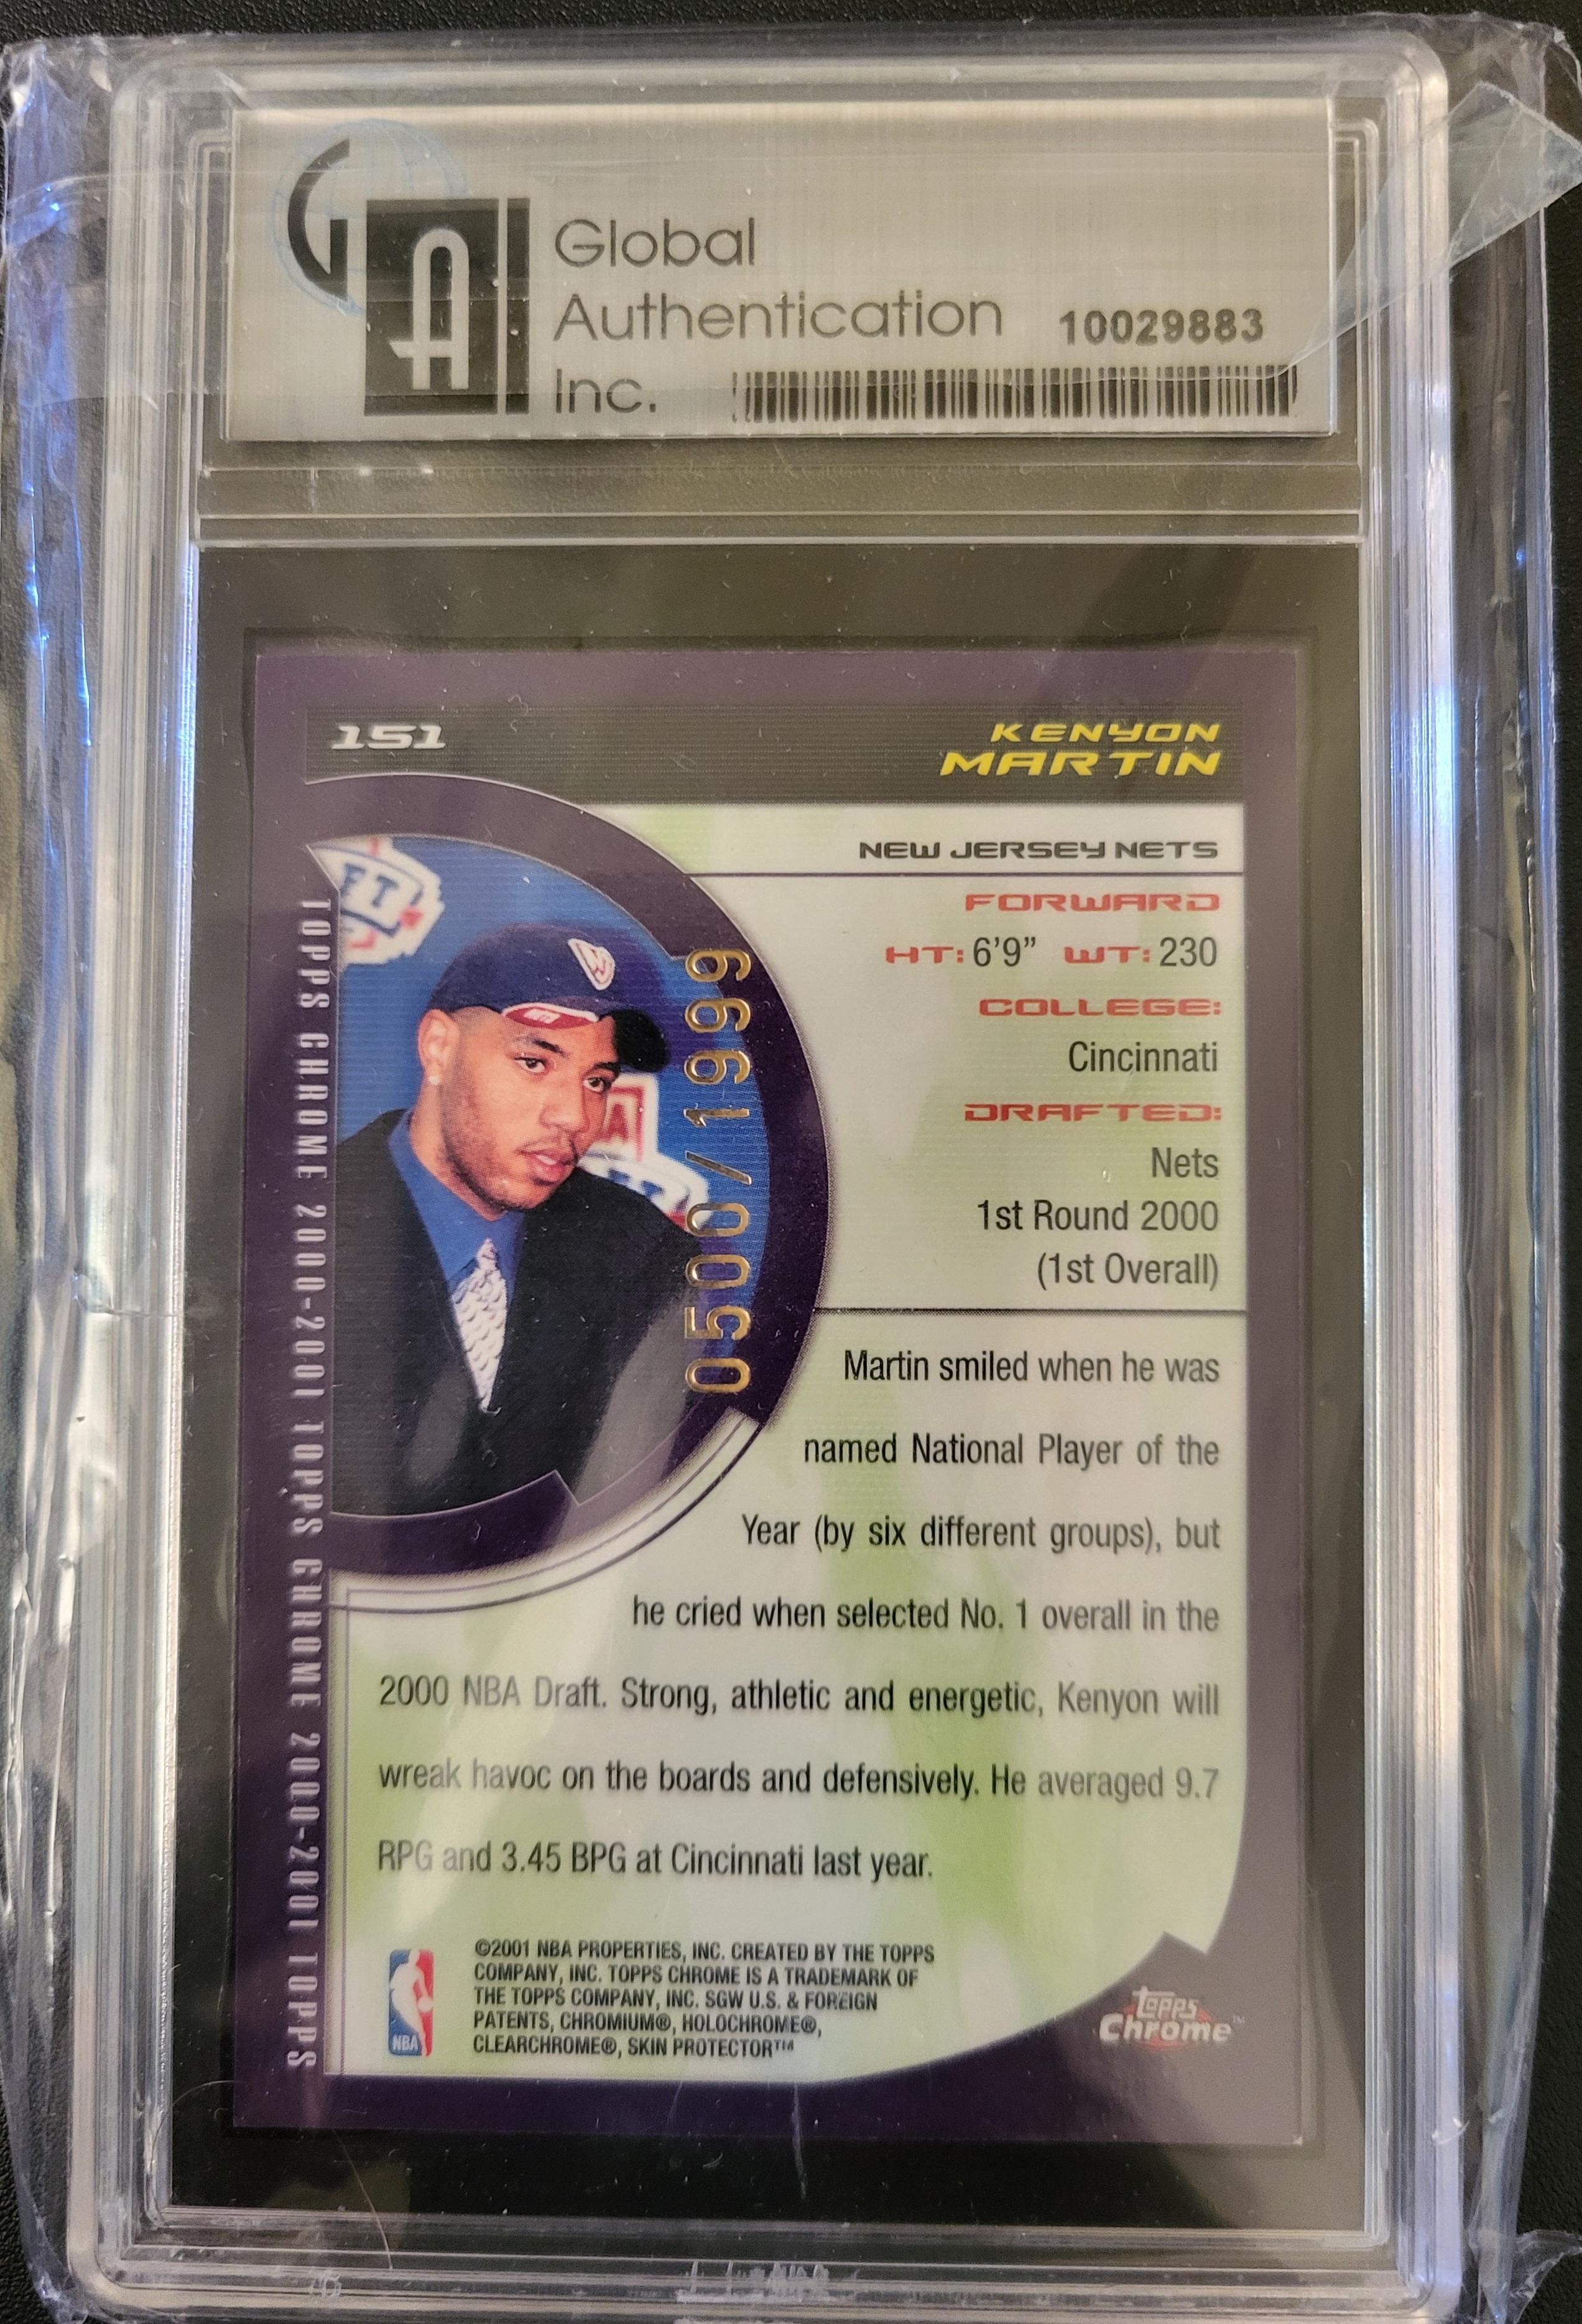 GA
Global
Authentication
Inc.
10029883
151
KENYON
MARTIN
NEW JERSEY NETS
FORWARD
HT: 6'9" WT: 230
COLLEGE:
Cincinnati
DRAFTED:
Nets
1st Round 2000
(1st Overall)
0500/1999
TOPPS CHROME 2000-2001 TOPPS CHROME 2000-2001 TOPPS
Martin smiled when he was
named National Player of the
Year (by six different groups), but
he cried when selected No. 1 overall in the
2000 NBA Draft. Strong, athletic and energetic, Kenyon will
wreak havoc on the boards and defensively. He averaged 9.7
RPG and 3.45 BPG at Cincinnati last year.
NBA
©2001 NBA PROPERTIES, INC. CREATED BY THE TOPPS
COMPANY, INC. TOPPS CHROME IS A TRADEMARK OF
THE TOPPS COMPANY, INC. SGW U.S. & FOREIGN
PATENTS, CHROMIUM®, HOLOCHROME®,
CLEARCHROME®, SKIN PROTECTOR™
Topps
Chrome™